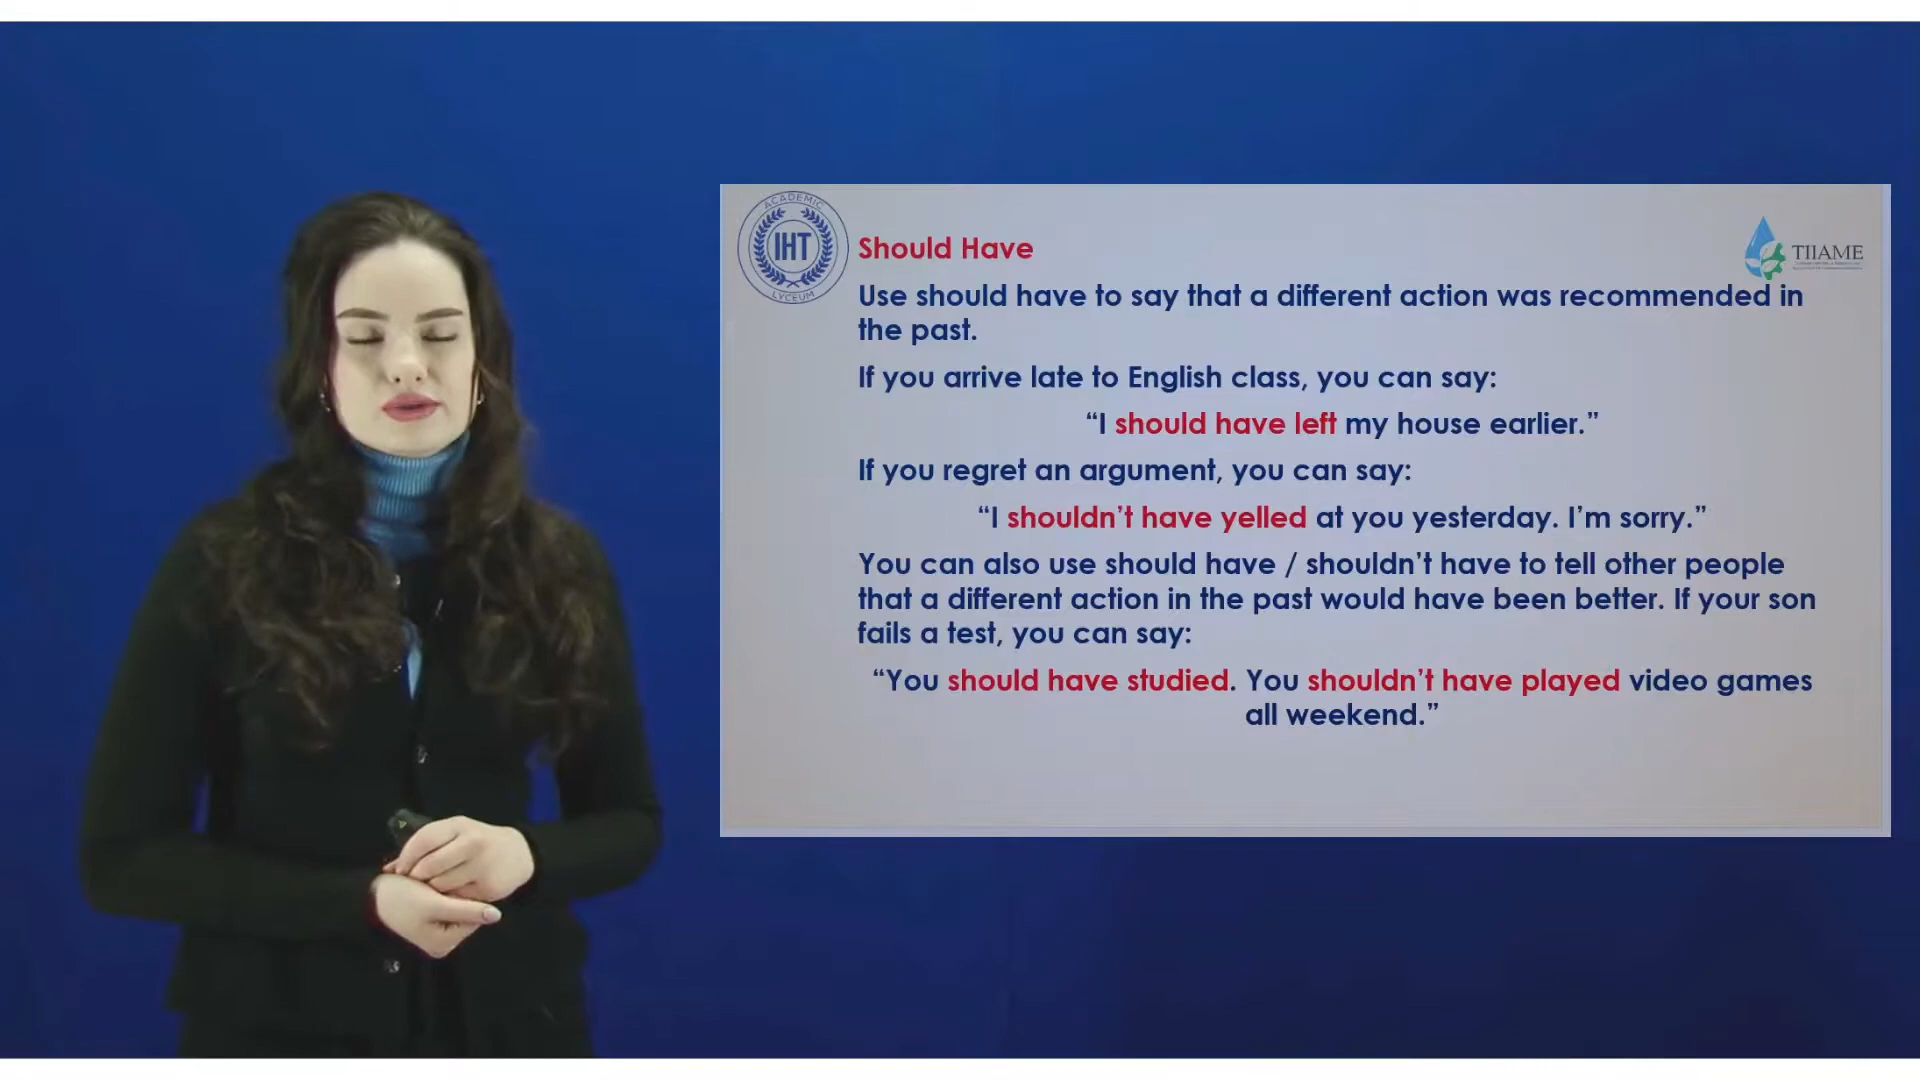 ACADEMIC
IHT
LYCEUM
TIIAME
Should Have
Use should have to say that a different action was recommended in
the past.
If you arrive late to English class, you can say:
“I should have left my house earlier.”
If you regret an argument, you can say:
“I shouldn’t have yelled at you yesterday. I’m sorry.”
You can also use should have / shouldn’t have to tell other people
that a different action in the past would have been better. If your son
fails a test, you can say:
“You should have studied. You shouldn’t have played video games
all weekend.”